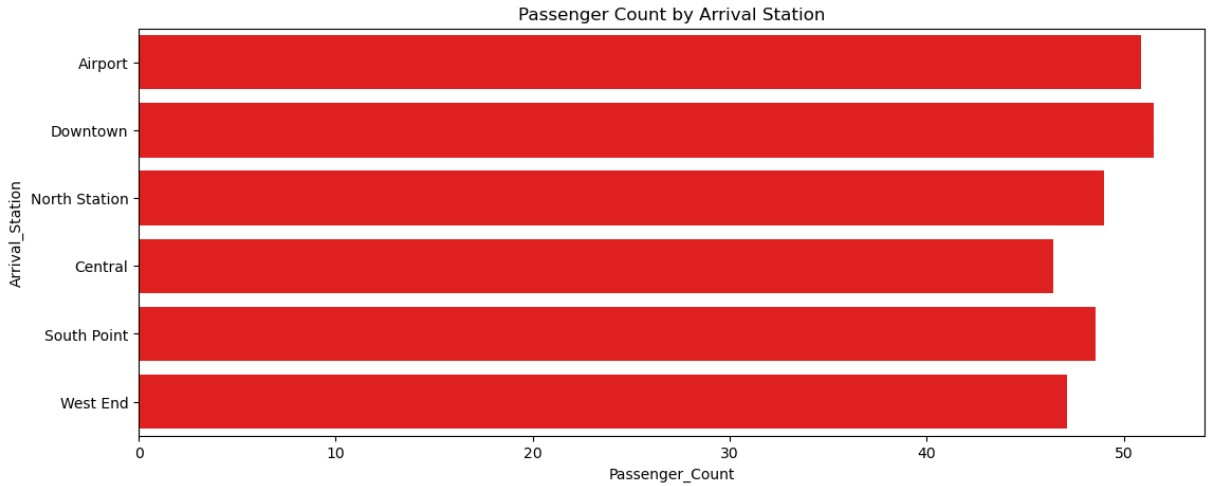 Passenger Count by Arrival Station
Airport
Downtown
North Station
Central
South Point
West End
Arrival_Station
0 10 20 30 40 50
Passenger_Count